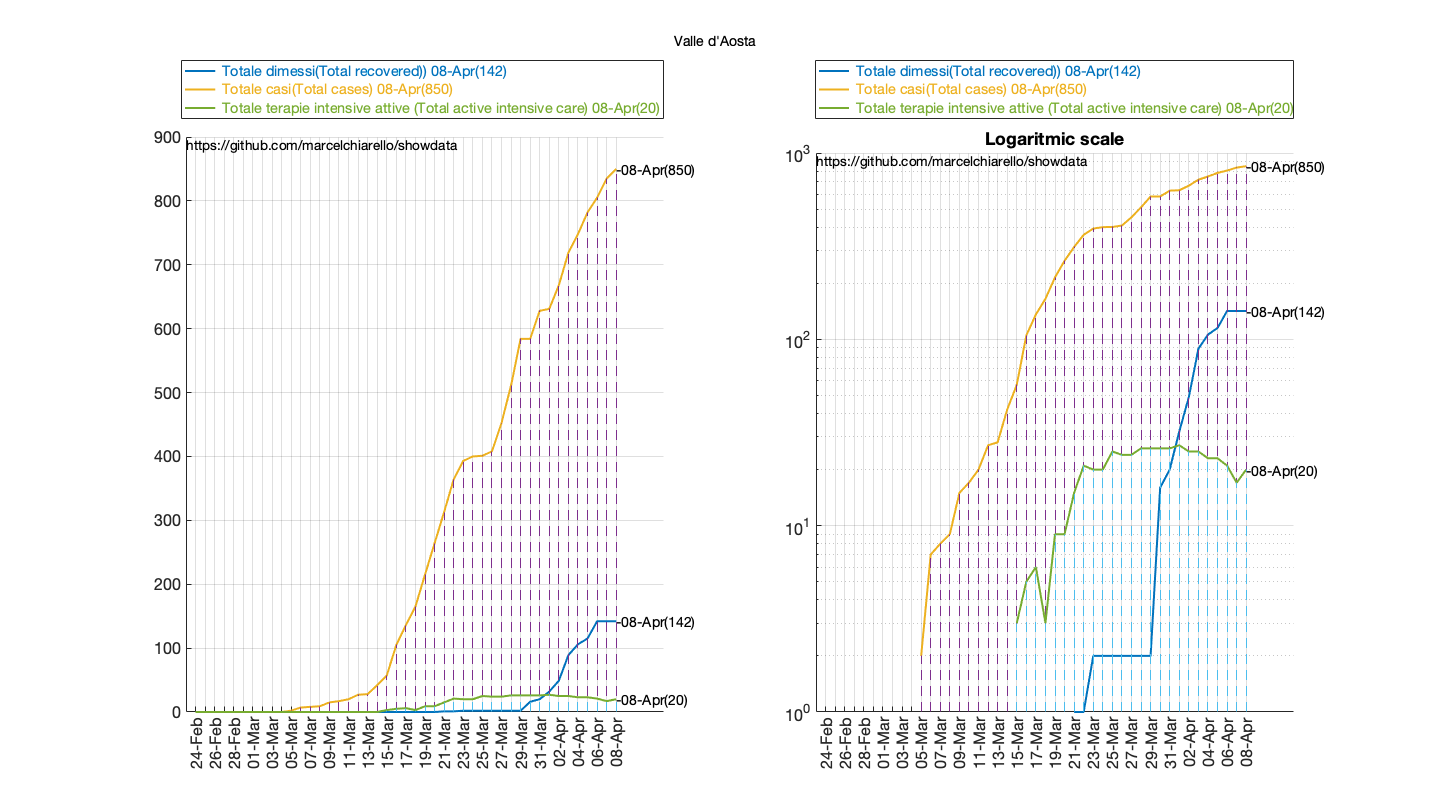 Valle d'Aosta
Totale dimessi(Total recovered)) 08-Apr(142)
Totale casi(Total cases) 08-Apr(850)
Totale terapie intensive attive (Total active intensive care) 08-Apr(20)
900
800
700
600
500
400
300
200
100
0
https://github.com/marcelchiarello/showdata
08-Apr(850)
08-Apr(142)
08-Apr(20)
24-Feb
26-Feb
28-Feb
01-Mar
03-Mar
05-Mar
07-Mar
09-Mar
11-Mar
13-Mar
15-Mar
17-Mar
19-Mar
21-Mar
23-Mar
25-Mar
27-Mar
29-Mar
31-Mar
02-Apr
04-Apr
06-Apr
08-Apr
Totale dimessi(Total recovered)) 08-Apr(142)
Totale casi(Total cases) 08-Apr(850)
Totale terapie intensive attive (Total active intensive care) 08-Apr(20)
Logaritmic scale
10^3
10^2
10^1
10^0
https://github.com/marcelchiarello/showdata
08-Apr(850)
08-Apr(142)
08-Apr(20)
24-Feb
26-Feb
28-Feb
01-Mar
03-Mar
05-Mar
07-Mar
09-Mar
11-Mar
13-Mar
15-Mar
17-Mar
19-Mar
21-Mar
23-Mar
25-Mar
27-Mar
29-Mar
31-Mar
02-Apr
04-Apr
06-Apr
08-Apr